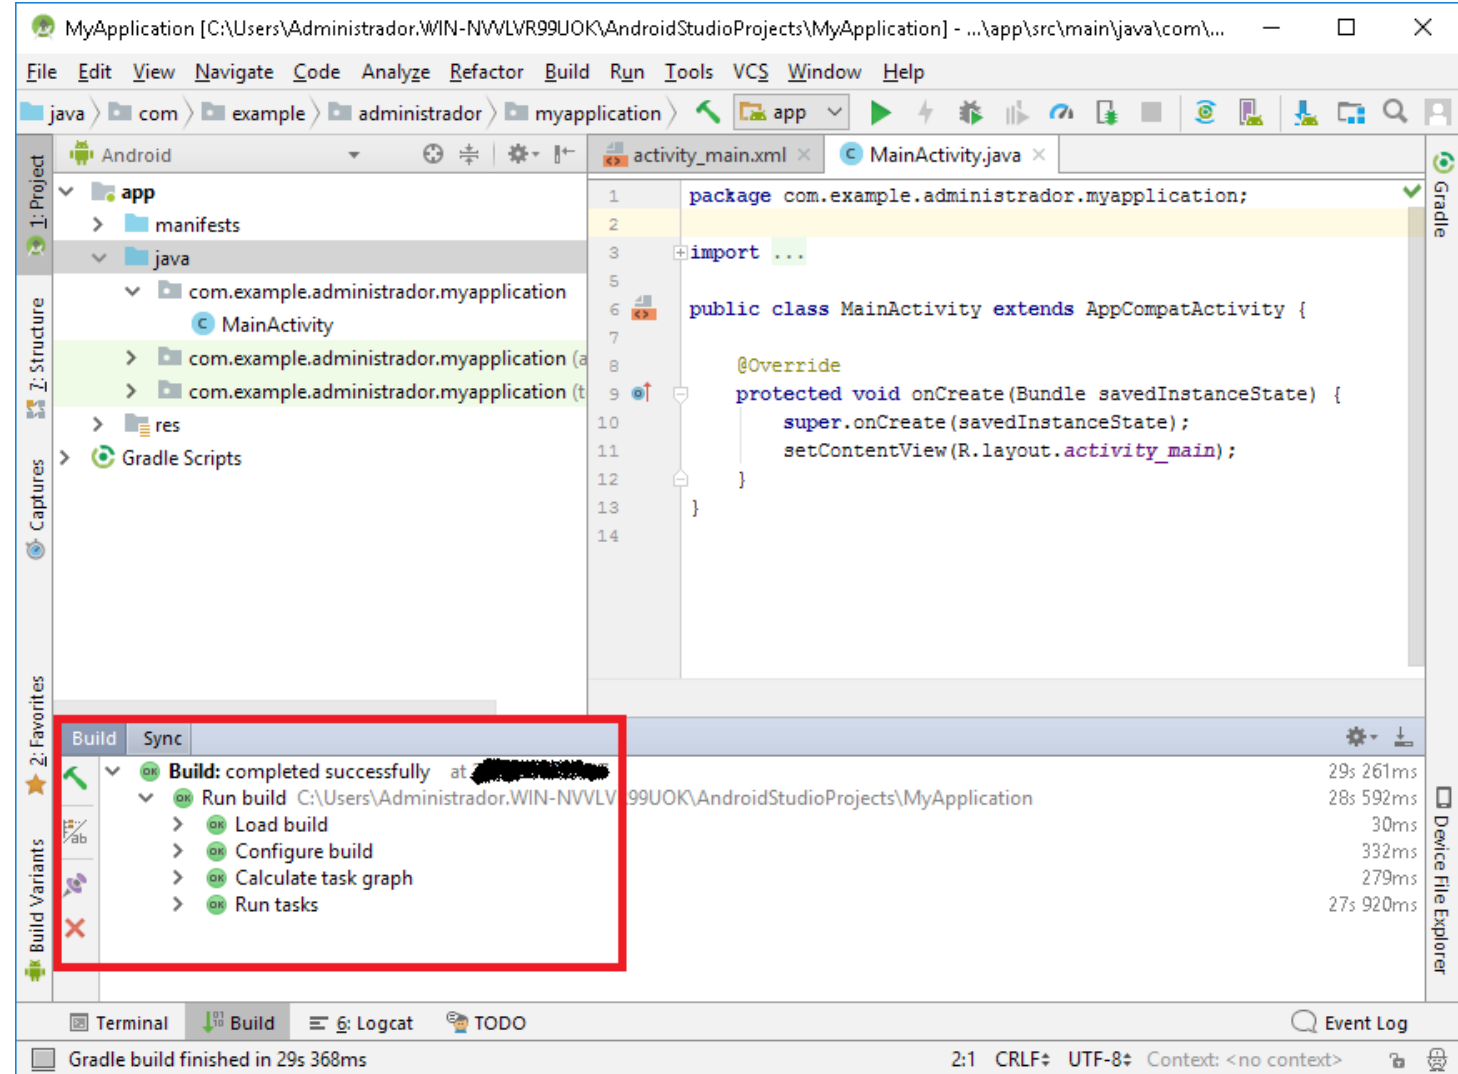 MyApplication [C:\Users\Administrador.WIN-NVVLVR99UOK\AndroidStudioProjects\MyApplication] - ...\app\src\main\java\com\...
File Edit View Navigate Code Analyze Refactor Build Run Tools VCS Window Help
java com example administrador myapplication app
Android
activity_main.xml MainActivity.java
1: Project
Z: Structure
Captures
2: Favorites
Build Variants
app
manifests
java
com.example.administrador.myapplication
MainActivity
com.example.administrador.myapplication (a
com.example.administrador.myapplication (t
res
Gradle Scripts
1 package com.example.administrador.myapplication;
2
3 import ...
5
6 public class MainActivity extends AppCompatActivity {
7
8 @Override
9 protected void onCreate(Bundle savedInstanceState) {
10 super.onCreate(savedInstanceState);
11 setContentView(R.layout.activity_main);
12 }
13 }
14
Gradle
Device File Explorer
Build Sync
Build: completed successfully at 29s 261ms
Run build C:\Users\Administrador.WIN-NVVLV 99UOK\AndroidStudioProjects\MyApplication 28s 592ms
Load build 30ms
Configure build 332ms
Calculate task graph 279ms
Run tasks 27s 920ms
Terminal Build 6: Logcat TODO Event Log
Gradle build finished in 29s 368ms 2:1 CRLF UTF-8 Context: <no context>